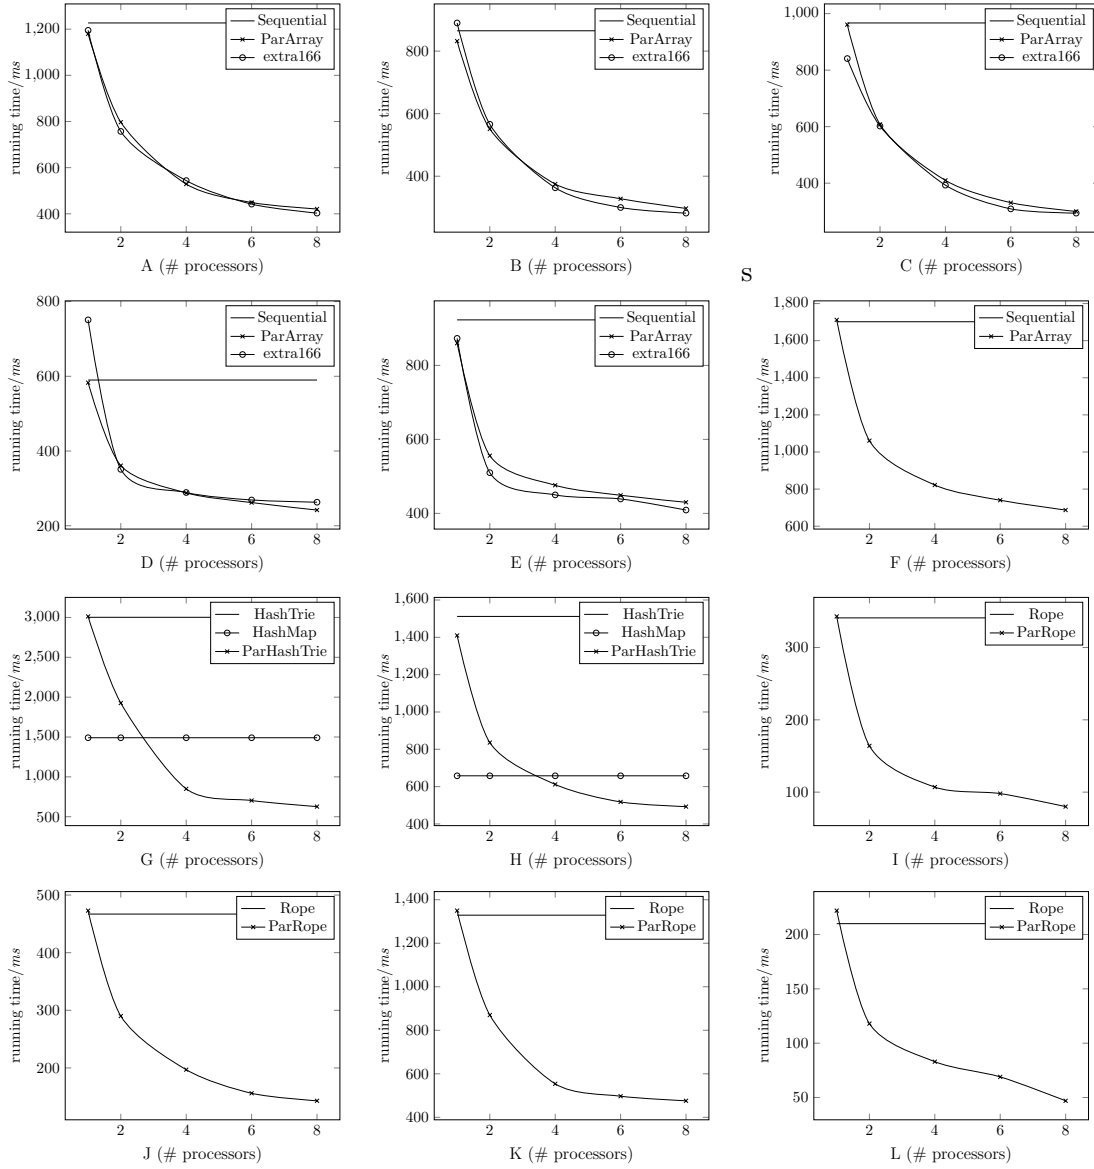 running time/ms
1,200
1,000
800
600
400
2 4 6 8
A (# processors)
Sequential
ParArray
extra166
running time/ms
800
600
400
2 4 6 8
B (# processors)
Sequential
ParArray
extra166
running time/ms
1,000
800
600
400
2 4 6 8
C (# processors)
Sequential
ParArray
extra166
s
running time/ms
800
600
400
200
2 4 6 8
D (# processors)
Sequential
ParArray
extra166
running time/ms
800
600
400
2 4 6 8
E (# processors)
Sequential
ParArray
extra166
running time/ms
1,800
1,600
1,400
1,200
1,000
800
600
2 4 6 8
F (# processors)
Sequential
ParArray
running time/ms
3,000
2,500
2,000
1,500
1,000
500
2 4 6 8
G (# processors)
HashTrie
HashMap
ParHashTrie
running time/ms
1,600
1,400
1,200
1,000
800
600
400
2 4 6 8
H (# processors)
HashTrie
HashMap
ParHashTrie
running time/ms
300
200
100
2 4 6 8
I (# processors)
Rope
ParRope
running time/ms
500
400
300
200
2 4 6 8
J (# processors)
Rope
ParRope
running time/ms
1,400
1,200
1,000
800
600
400
2 4 6 8
K (# processors)
Rope
ParRope
running time/ms
200
150
100
50
2 4 6 8
L (# processors)
Rope
ParRope